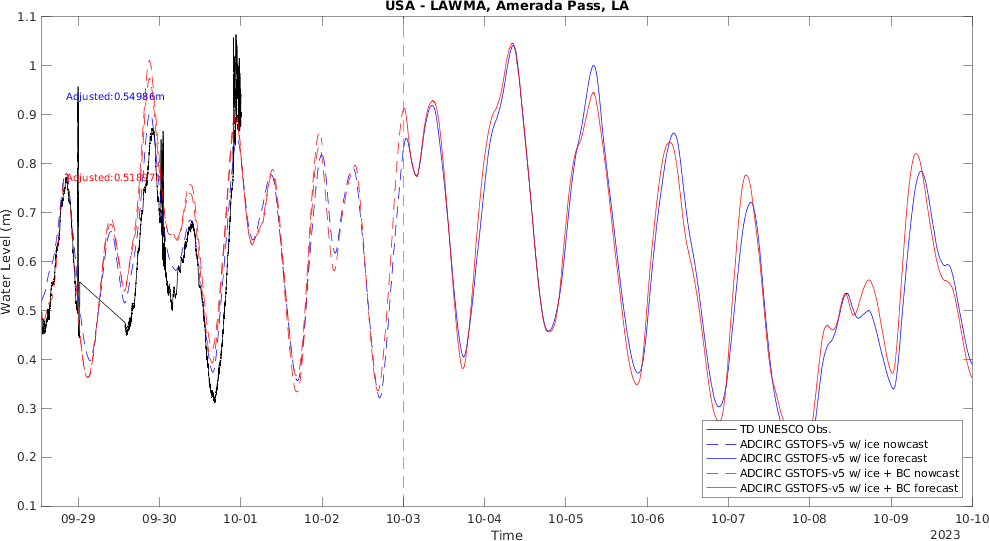 USA - LAWMA, Amerada Pass, LA
1.1
1
0.9
0.8
0.7
0.6
0.5
0.4
0.3
0.2
0.1
Water Level (m)
Adjusted:0.54986m
TD UNESCO Obs.
ADCIRC GSTOFS-v5 w/ ice nowcast
ADCIRC GSTOFS-v5 w/ ice forecast
ADCIRC GSTOFS-v5 w/ ice + BC nowcast
ADCIRC GSTOFS-v5 w/ ice + BC forecast
09-29 09-30 10-01 10-02 10-03 10-04 10-05 10-06 10-07 10-08 10-09 10-10
Time
2023